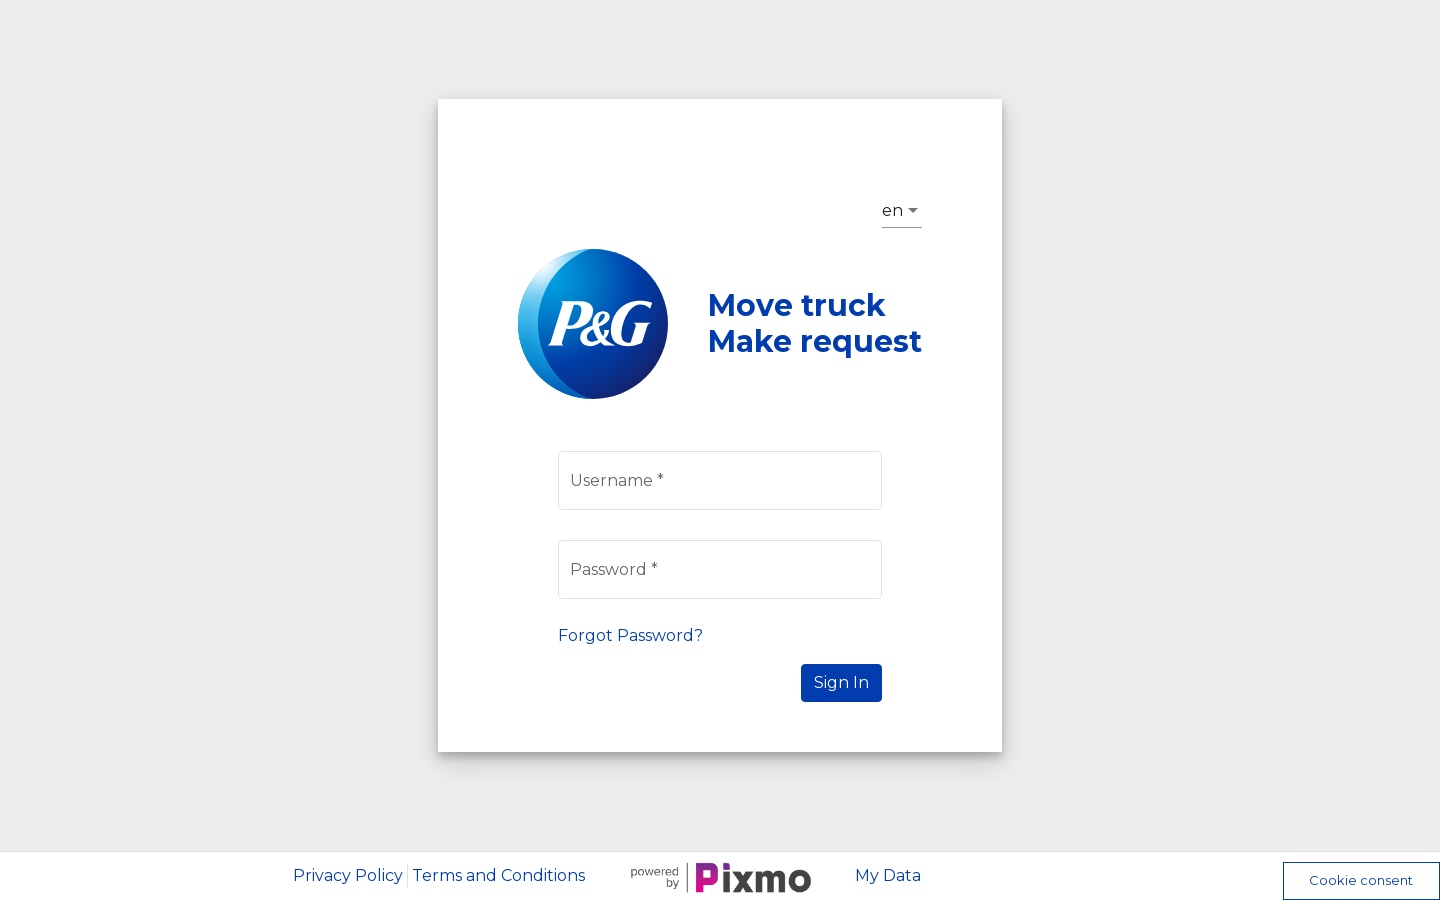 en
P&G
Move truck
Make request
Username *
Password *
Forgot Password?
Sign In
Privacy Policy
Terms and Conditions
powered
by
Pixmo
My Data
Cookie consent